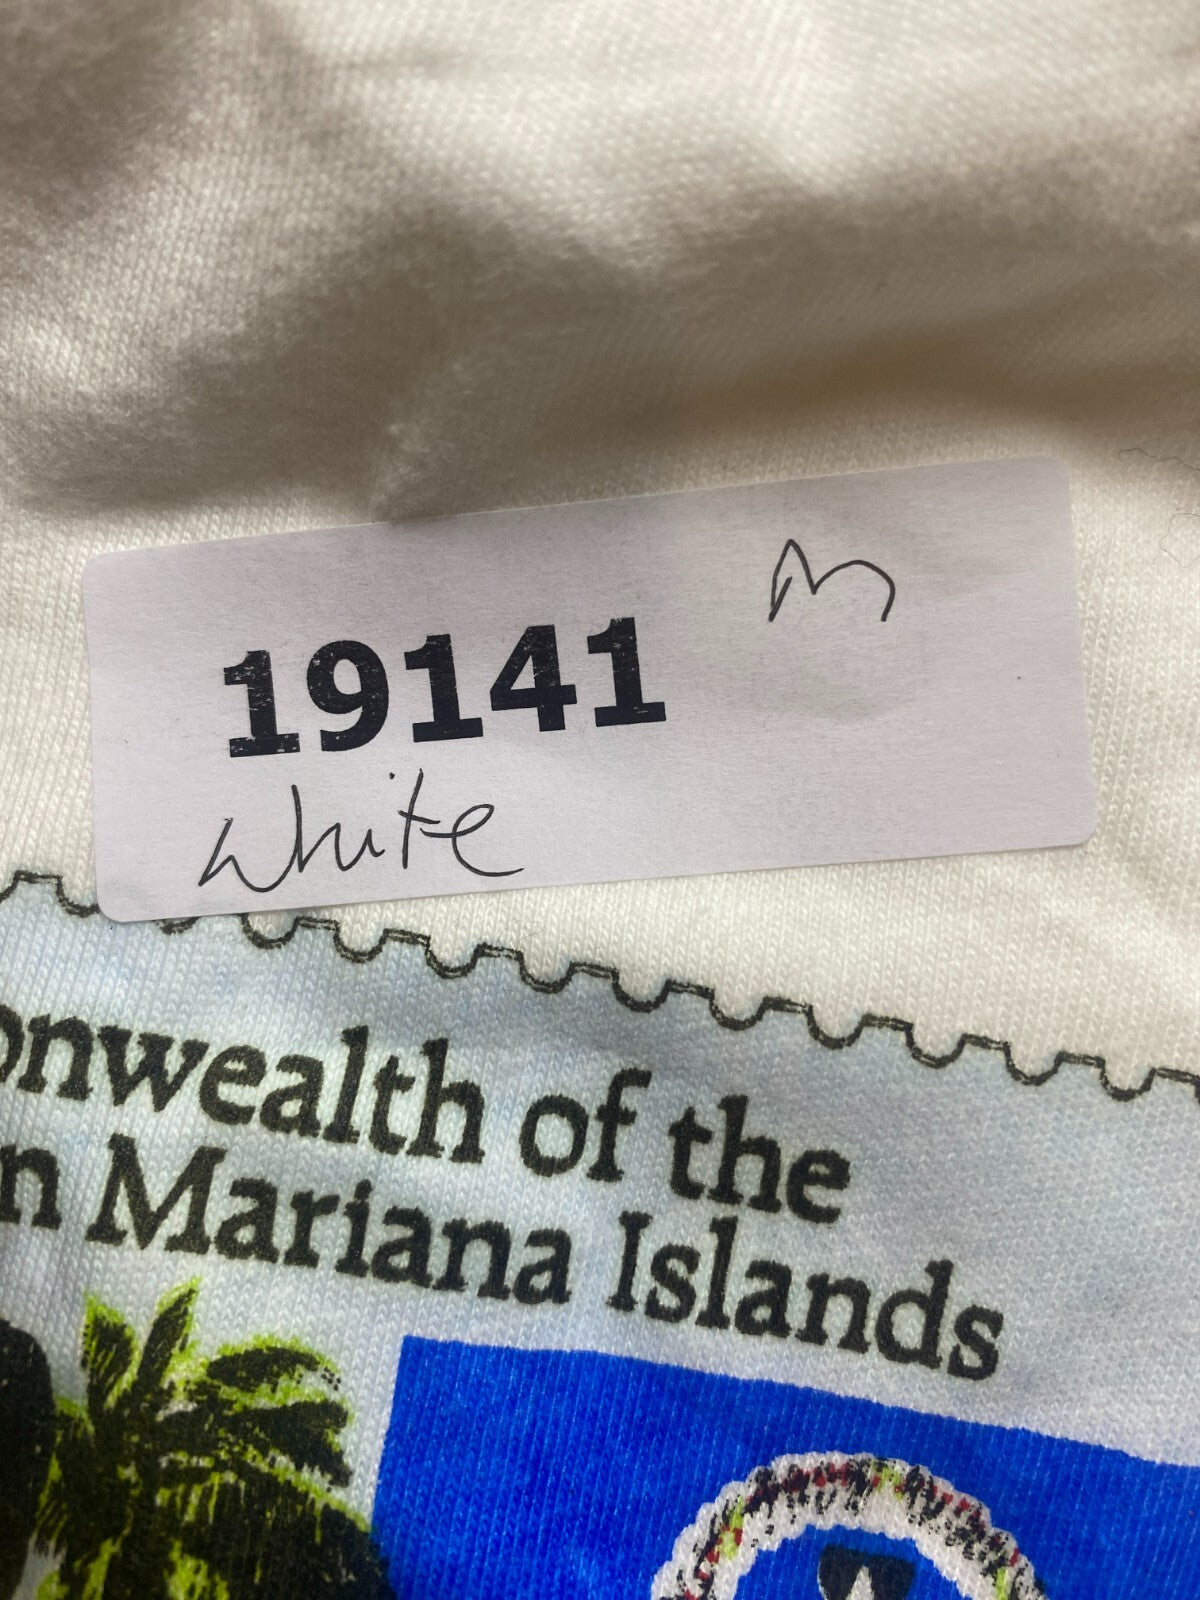 M
19141
White
onwealth of the
n Mariana Islands